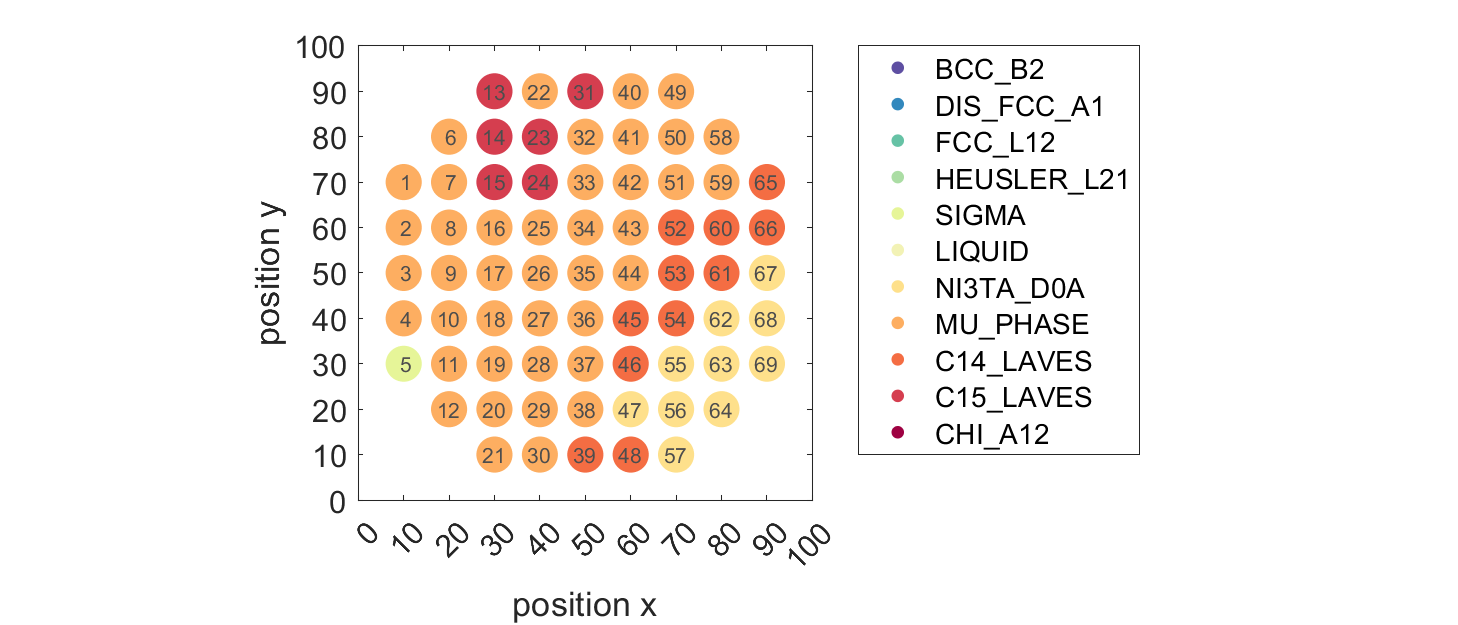 100
90 13 22 31 40 49
80 6 14 23 32 41 50 58
70 1 7 15 24 33 42 51 59 65
60 2 8 16 25 34 43 52 60 66
50 3 9 17 26 35 44 53 61 67
40 4 10 18 27 36 45 54 62 68
30 5 11 19 28 37 46 55 63 69
20 12 20 29 38 47 56 64
10 21 30 39 48 57
0
0 10 20 30 40 50 60 70 80 90 100
position x
position y
BCC_B2
DIS_FCC_A1
FCC_L12
HEUSLER_L21
SIGMA
LIQUID
NI3TA_D0A
MU_PHASE
C14_LAVES
C15_LAVES
CHI_A12